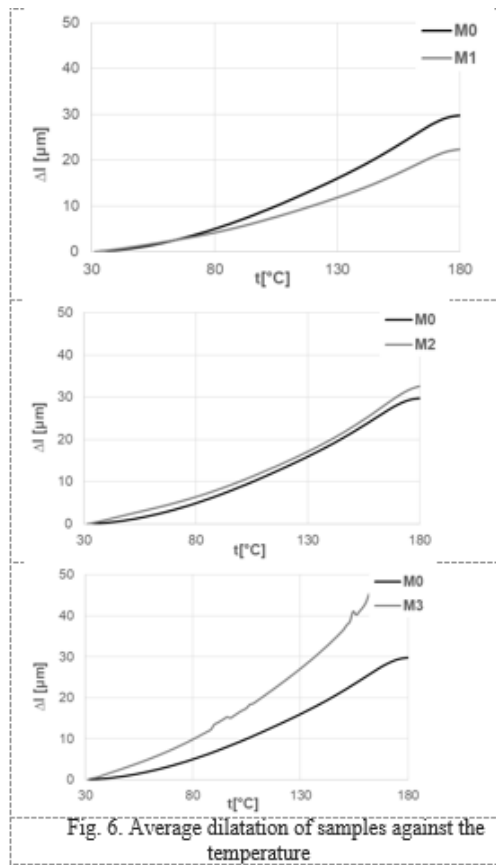 50
40
30
20
10
0
Δl [µm]
M0
M1
30 80 130 180
t[°C]
50
40
30
20
10
0
Δl [µm]
M0
M2
30 80 130 180
t[°C]
50
40
30
20
10
0
Δl [µm]
M0
M3
30 80 130 180
t[°C]
Fig. 6. Average dilatation of samples against the
temperature